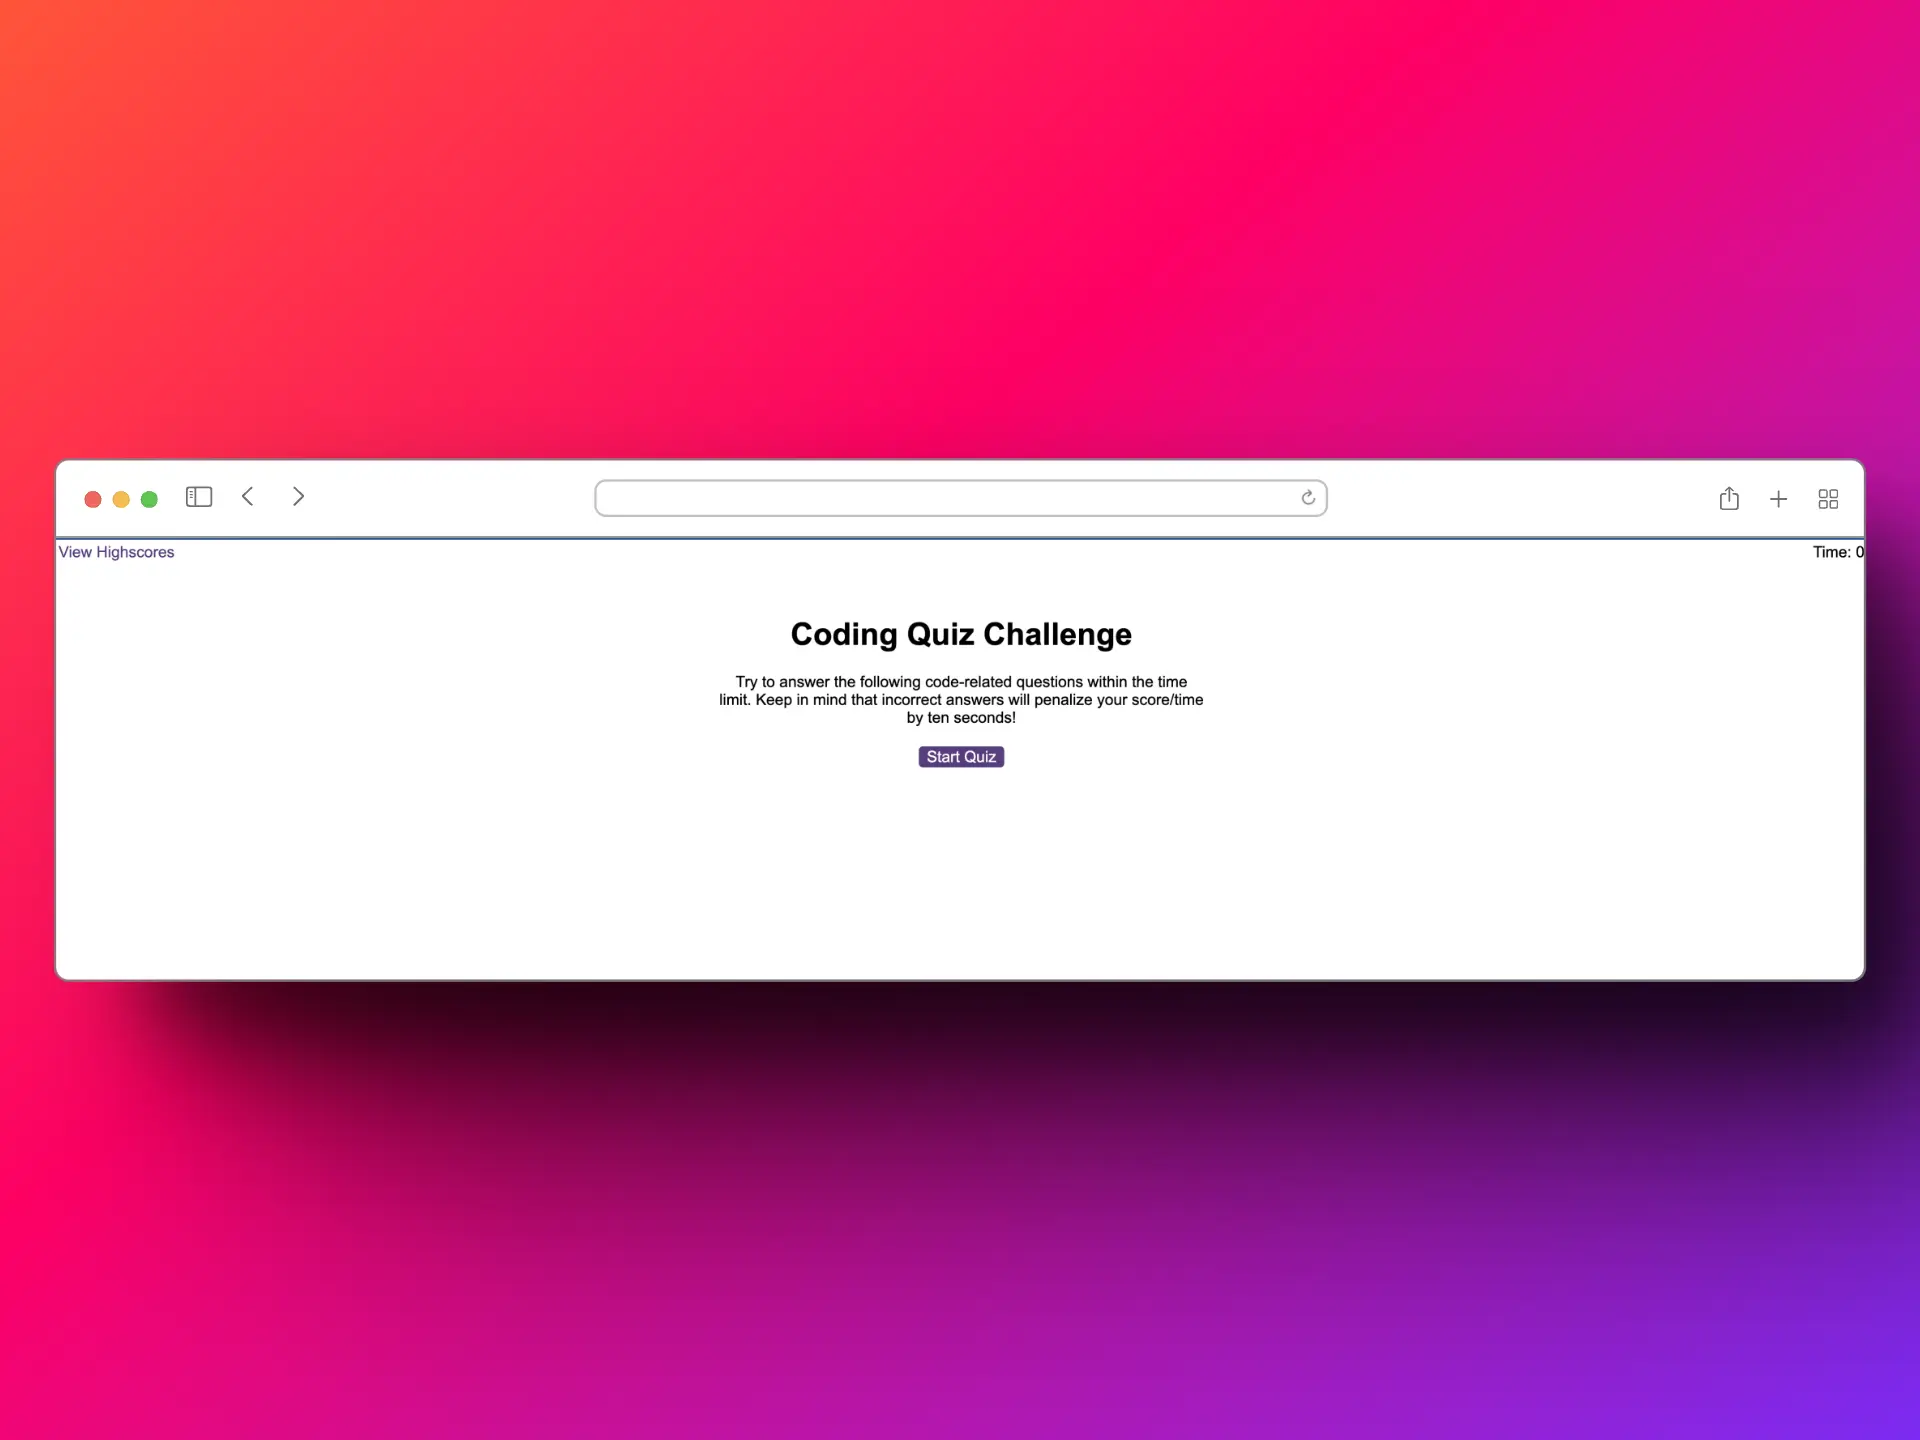 View Highscores
Time: 0
Coding Quiz Challenge
Try to answer the following code-related questions within the time
limit. Keep in mind that incorrect answers will penalize your score/time
by ten seconds!
Start Quiz